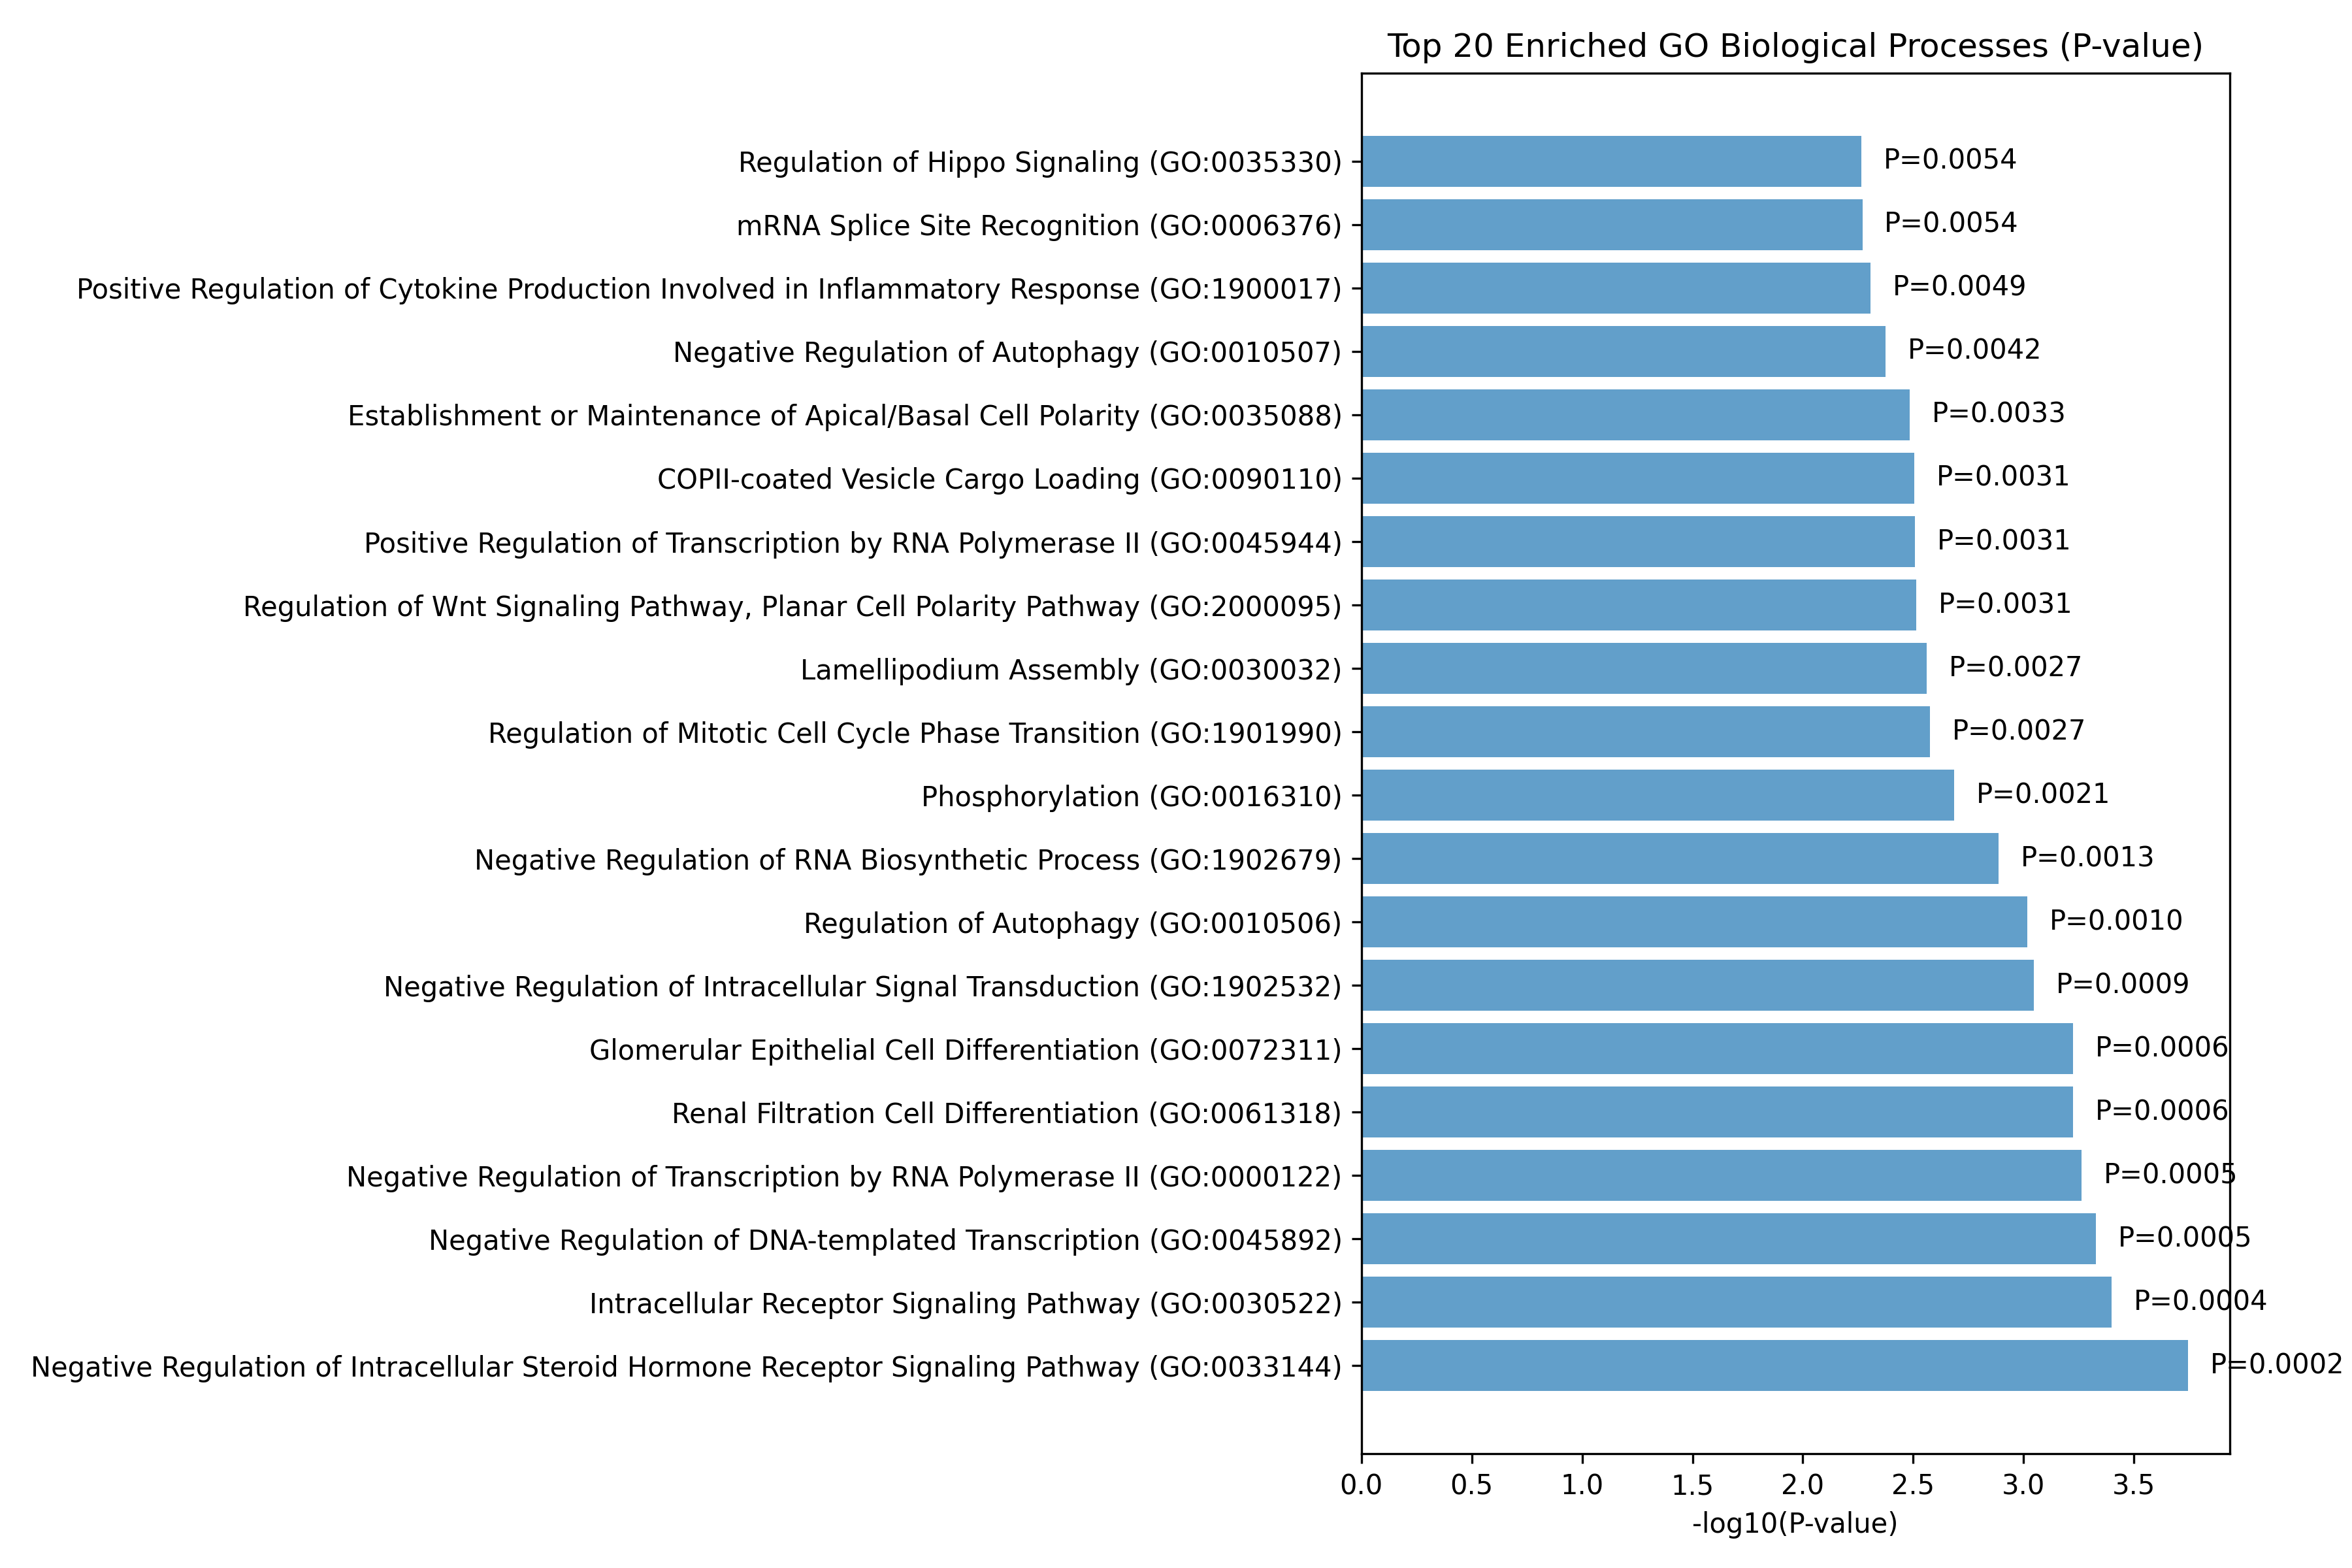 Top 20 Enriched GO Biological Processes (P-value)
Regulation of Hippo Signaling (GO:0035330) P=0.0054
mRNA Splice Site Recognition (GO:0006376) P=0.0054
Positive Regulation of Cytokine Production Involved in Inflammatory Response (GO:1900017) P=0.0049
Negative Regulation of Autophagy (GO:0010507) P=0.0042
Establishment or Maintenance of Apical/Basal Cell Polarity (GO:0035088) P=0.0033
COPII-coated Vesicle Cargo Loading (GO:0090110) P=0.0031
Positive Regulation of Transcription by RNA Polymerase II (GO:0045944) P=0.0031
Regulation of Wnt Signaling Pathway, Planar Cell Polarity Pathway (GO:2000095) P=0.0031
Lamellipodium Assembly (GO:0030032) P=0.0027
Regulation of Mitotic Cell Cycle Phase Transition (GO:1901990) P=0.0027
Phosphorylation (GO:0016310) P=0.0021
Negative Regulation of RNA Biosynthetic Process (GO:1902679) P=0.0013
Regulation of Autophagy (GO:0010506) P=0.0010
Negative Regulation of Intracellular Signal Transduction (GO:1902532) P=0.0009
Glomerular Epithelial Cell Differentiation (GO:0072311) P=0.0006
Renal Filtration Cell Differentiation (GO:0061318) P=0.0006
Negative Regulation of Transcription by RNA Polymerase II (GO:0000122) P=0.0005
Negative Regulation of DNA-templated Transcription (GO:0045892) P=0.0005
Intracellular Receptor Signaling Pathway (GO:0030522) P=0.0004
Negative Regulation of Intracellular Steroid Hormone Receptor Signaling Pathway (GO:0033144) P=0.0002
0.0 0.5 1.0 1.5 2.0 2.5 3.0 3.5
-log10(P-value)